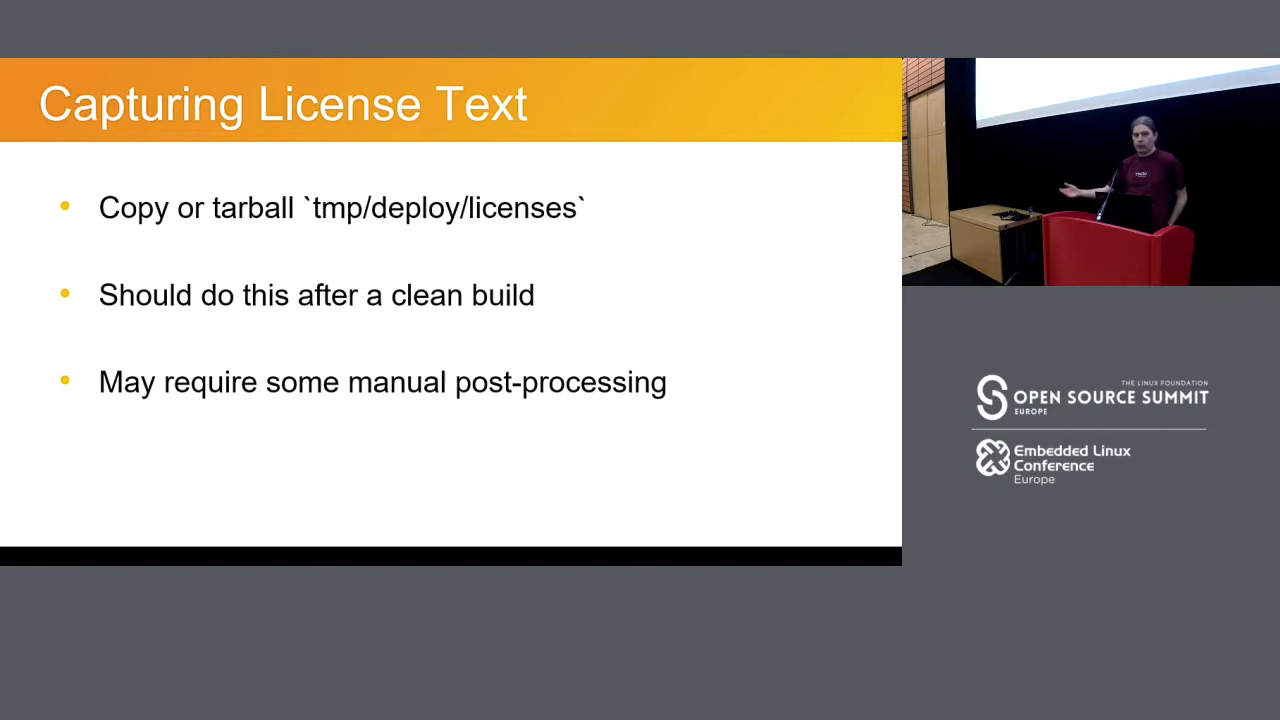 Capturing License Text
• Copy or tarball `tmp/deploy/licenses`
• Should do this after a clean build
• May require some manual post-processing
THE LINUX FOUNDATION
OPEN SOURCE SUMMIT
EUROPE
Embedded Linux
Conference
Europe